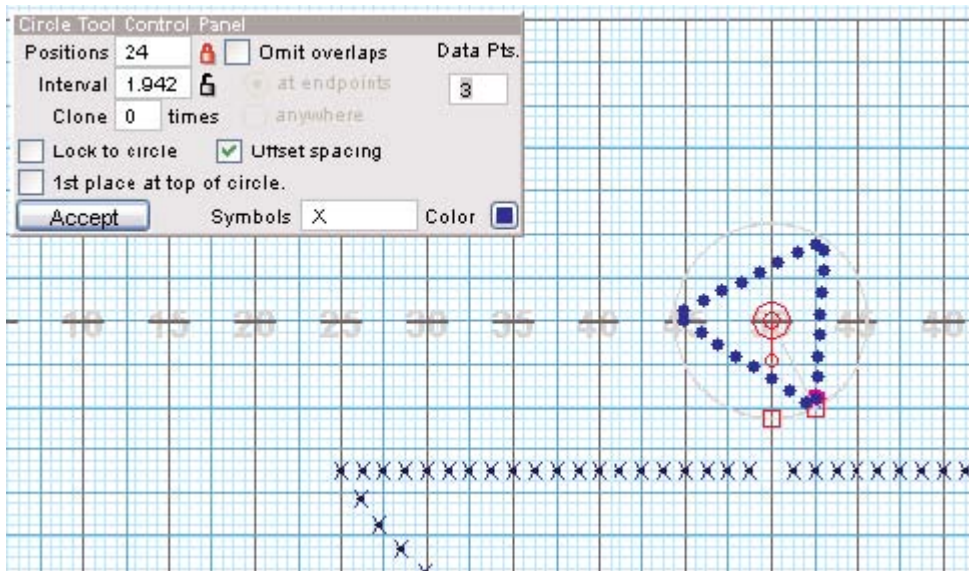 Circle Tool Control Panel
Positions 24 Omit overlaps Data Pts.
Interval 1.942 at endpoints 3
Clone 0 times anywhere
Lock to circle Offset spacing
1st place at top of circle.
Accept Symbols X Color
10 15 20 25 30 35 40 45 45 40